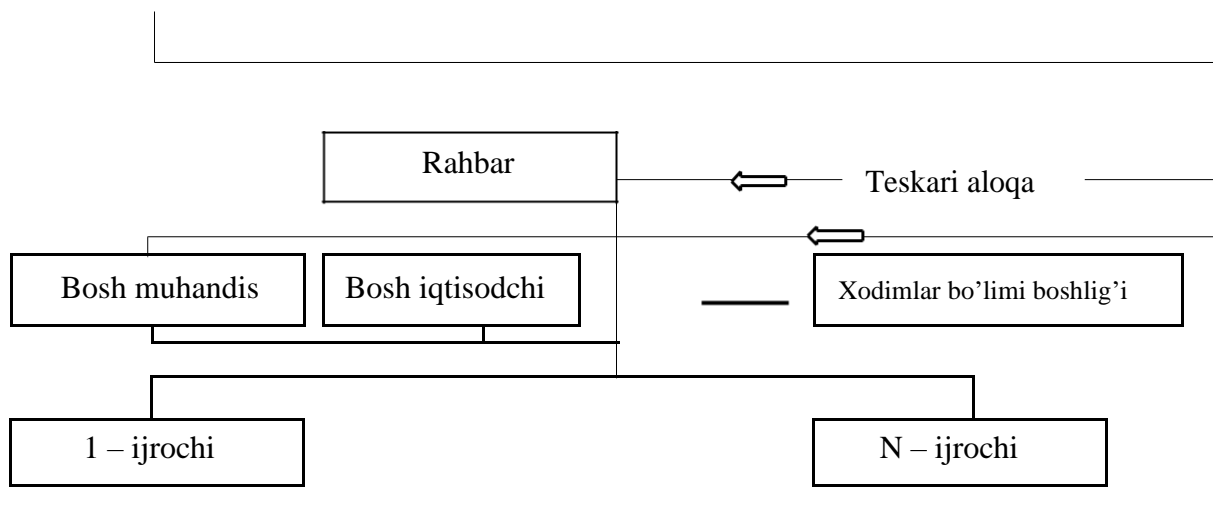 Rahbar
Teskari aloqa
Bosh muhandis
Bosh iqtisodchi
Xodimlar bo’limi boshlig’i
1 – ijrochi
N – ijrochi